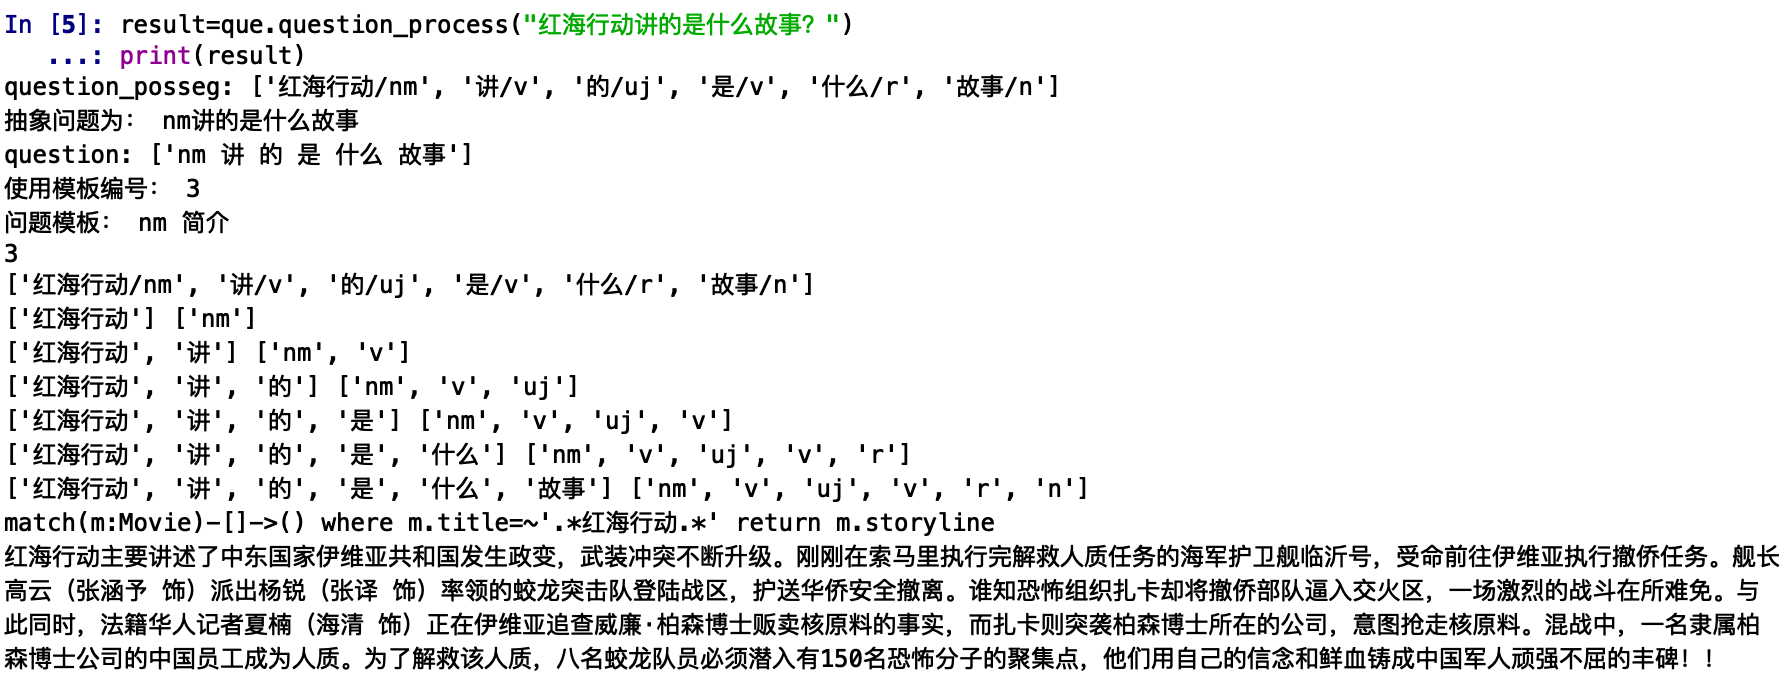 In [5]: result=que.question_process("红海行动讲的是什么故事？")
...: print(result)
question_posseg: ['红海行动/nm', '讲/v', '的/uj', '是/v', '什么/r', '故事/n']
抽象问题为： nm讲的是什么故事
question: ['nm 讲 的 是 什么 故事']
使用模板编号： 3
问题模板： nm 简介
3
['红海行动/nm', '讲/v', '的/uj', '是/v', '什么/r', '故事/n']
['红海行动'] ['nm']
['红海行动', '讲'] ['nm', 'v']
['红海行动', '讲', '的'] ['nm', 'v', 'uj']
['红海行动', '讲', '的', '是'] ['nm', 'v', 'uj', 'v']
['红海行动', '讲', '的', '是', '什么'] ['nm', 'v', 'uj', 'v', 'r']
['红海行动', '讲', '的', '是', '什么', '故事'] ['nm', 'v', 'uj', 'v', 'r', 'n']
match(m:Movie)-[]->() where m.title=~'.*红海行动.*' return m.storyline
红海行动主要讲述了中东国家伊维亚共和国发生政变，武装冲突不断升级。刚刚在索马里执行完解救人质任务的海军护卫舰临沂号，受命前往伊维亚执行撤侨任务。舰长
高云（张涵予 饰）派出杨锐（张译 饰）率领的蛟龙突击队登陆战区，护送华侨安全撤离。谁知恐怖组织扎卡却将撤侨部队逼入交火区，一场激烈的战斗在所难免。与
此同时，法籍华人记者夏楠（海清 饰）正在伊维亚追查威廉·柏森博士贩卖核原料的事实，而扎卡则突袭柏森博士所在的公司，意图抢走核原料。混战中，一名隶属柏
森博士公司的中国员工成为人质。为了解救该人质，八名蛟龙队员必须潜入有150名恐怖分子的聚集点，他们用自己的信念和鲜血铸成中国军人顽强不屈的丰碑！！